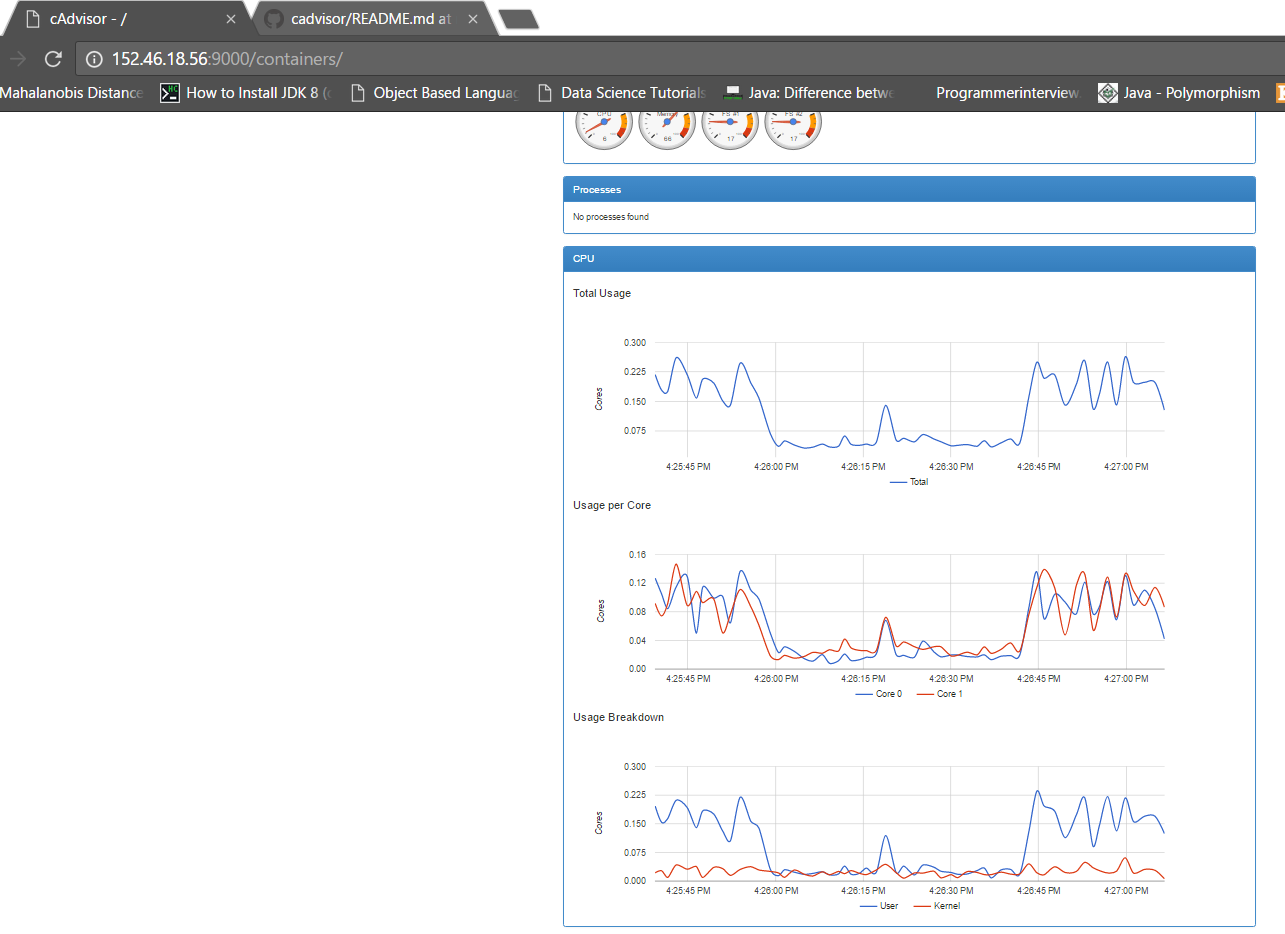 cAdvisor - /
cadvisor/README.md at
152.46.18.56:9000/containers/
Mahalanobis Distance
How to Install JDK 8 (
Object Based Languag
Data Science Tutorials
Java: Difference betwe
Programmerinterview
Java - Polymorphism
CPU
6
Memory
66
FS #1
17
FS #2
17
Processes
No processes found
CPU
Total Usage
Cores
0.300
0.225
0.150
0.075
4:25:45 PM 4:26:00 PM 4:26:15 PM 4:26:30 PM 4:26:45 PM 4:27:00 PM
Total
Usage per Core
Cores
0.16
0.12
0.08
0.04
0.00
4:25:45 PM 4:26:00 PM 4:26:15 PM 4:26:30 PM 4:26:45 PM 4:27:00 PM
Core 0 Core 1
Usage Breakdown
Cores
0.300
0.225
0.150
0.075
0.000
4:25:45 PM 4:26:00 PM 4:26:15 PM 4:26:30 PM 4:26:45 PM 4:27:00 PM
User Kernel